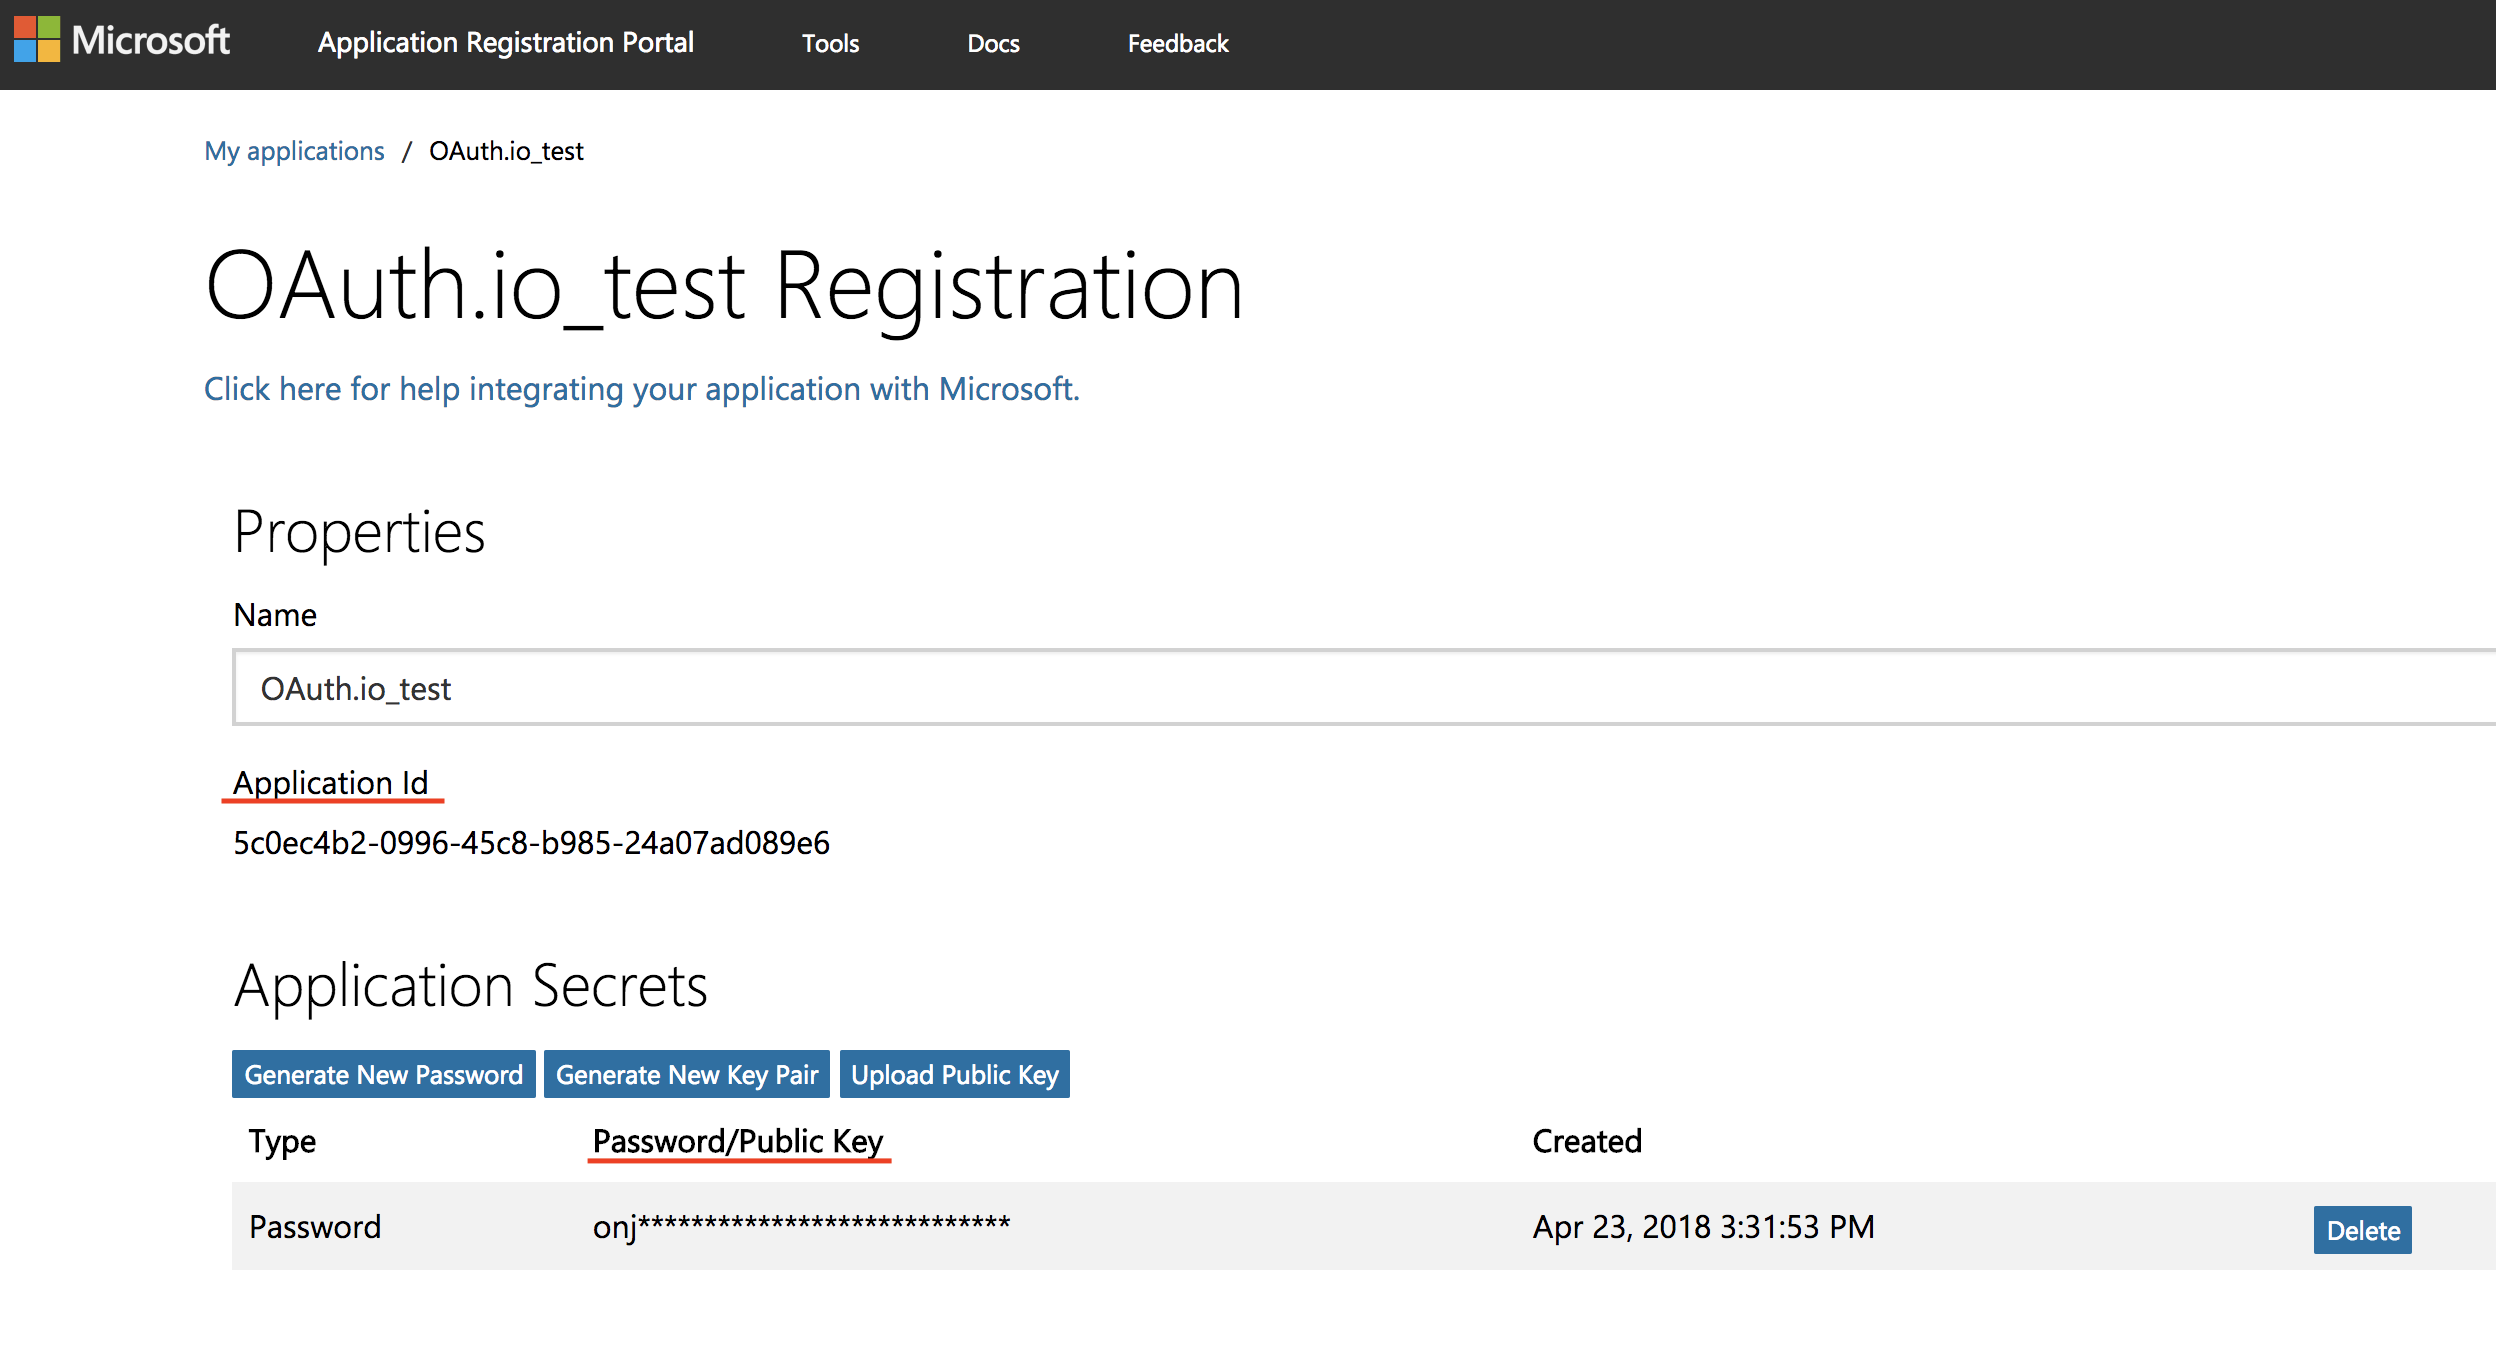 Microsoft Application Registration Portal Tools Docs Feedback
My applications / OAuth.io_test
OAuth.io_test Registration
Click here for help integrating your application with Microsoft.
Properties
Name
OAuth.io_test
Application Id
5c0ec4b2-0996-45c8-b985-24a07ad089e6
Application Secrets
Generate New Password Generate New Key Pair Upload Public Key
Type Password/Public Key Created
Password onj**************************** Apr 23, 2018 3:31:53 PM Delete